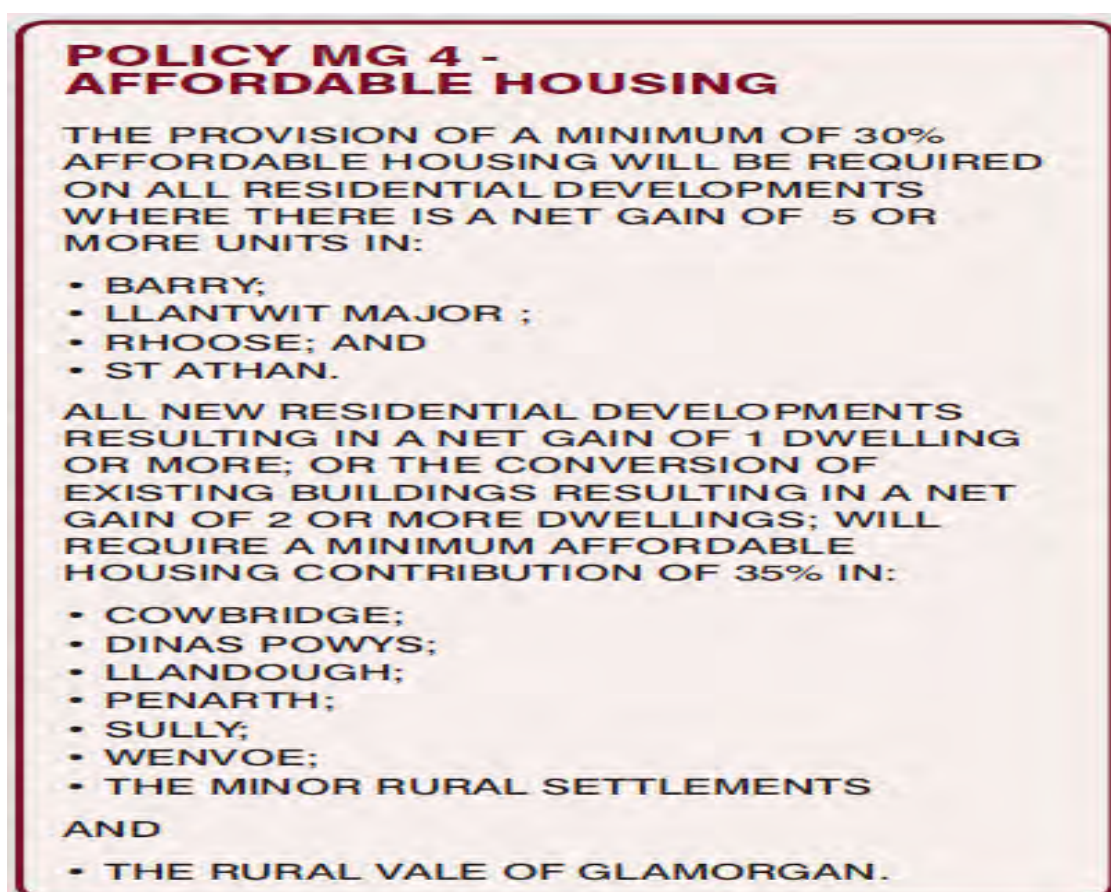 POLICY MG 4 -
AFFORDABLE HOUSING
THE PROVISION OF A MINIMUM OF 30%
AFFORDABLE HOUSING WILL BE REQUIRED
ON ALL RESIDENTIAL DEVELOPMENTS
WHERE THERE IS A NET GAIN OF 5 OR
MORE UNITS IN:
• BARRY;
• LLANTWIT MAJOR ;
• RHOOSE; AND
• ST ATHAN.
ALL NEW RESIDENTIAL DEVELOPMENTS
RESULTING IN A NET GAIN OF 1 DWELLING
OR MORE; OR THE CONVERSION OF
EXISTING BUILDINGS RESULTING IN A NET
GAIN OF 2 OR MORE DWELLINGS; WILL
REQUIRE A MINIMUM AFFORDABLE
HOUSING CONTRIBUTION OF 35% IN:
• COWBRIDGE;
• DINAS POWYS;
• LLANDOUGH;
• PENARTH;
• SULLY;
• WENVOE;
• THE MINOR RURAL SETTLEMENTS
AND
• THE RURAL VALE OF GLAMORGAN.